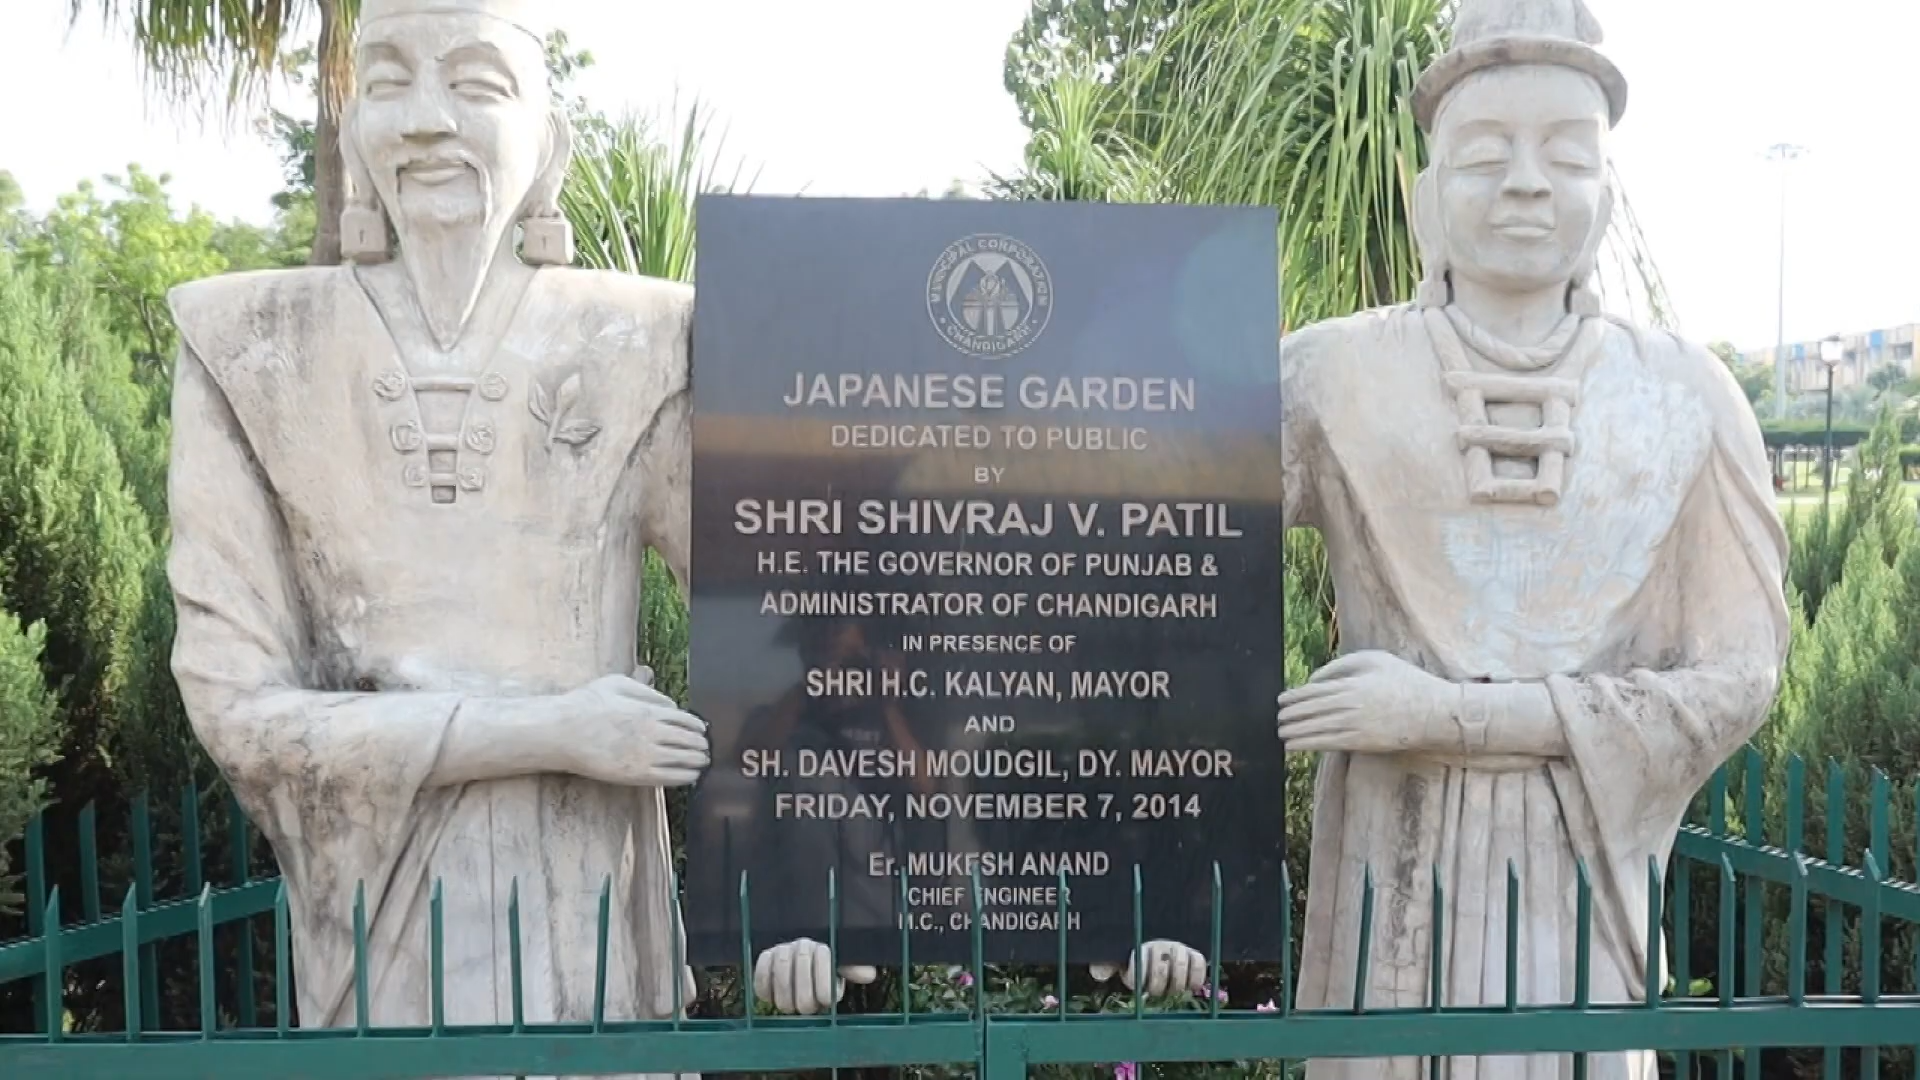 MUNICIPAL CORPORATION
CHANDIGARH
JAPANESE GARDEN
DEDICATED TO PUBLIC
BY
SHRI SHIVRAJ V. PATIL
H.E. THE GOVERNOR OF PUNJAB &
ADMINISTRATOR OF CHANDIGARH
IN PRESENCE OF
SHRI H.C. KALYAN, MAYOR
AND
SH. DAVESH MOUDGIL, DY. MAYOR
FRIDAY, NOVEMBER 7, 2014
Er. MUKESH ANAND
CHIEF ENGINEER
M.C., CHANDIGARH